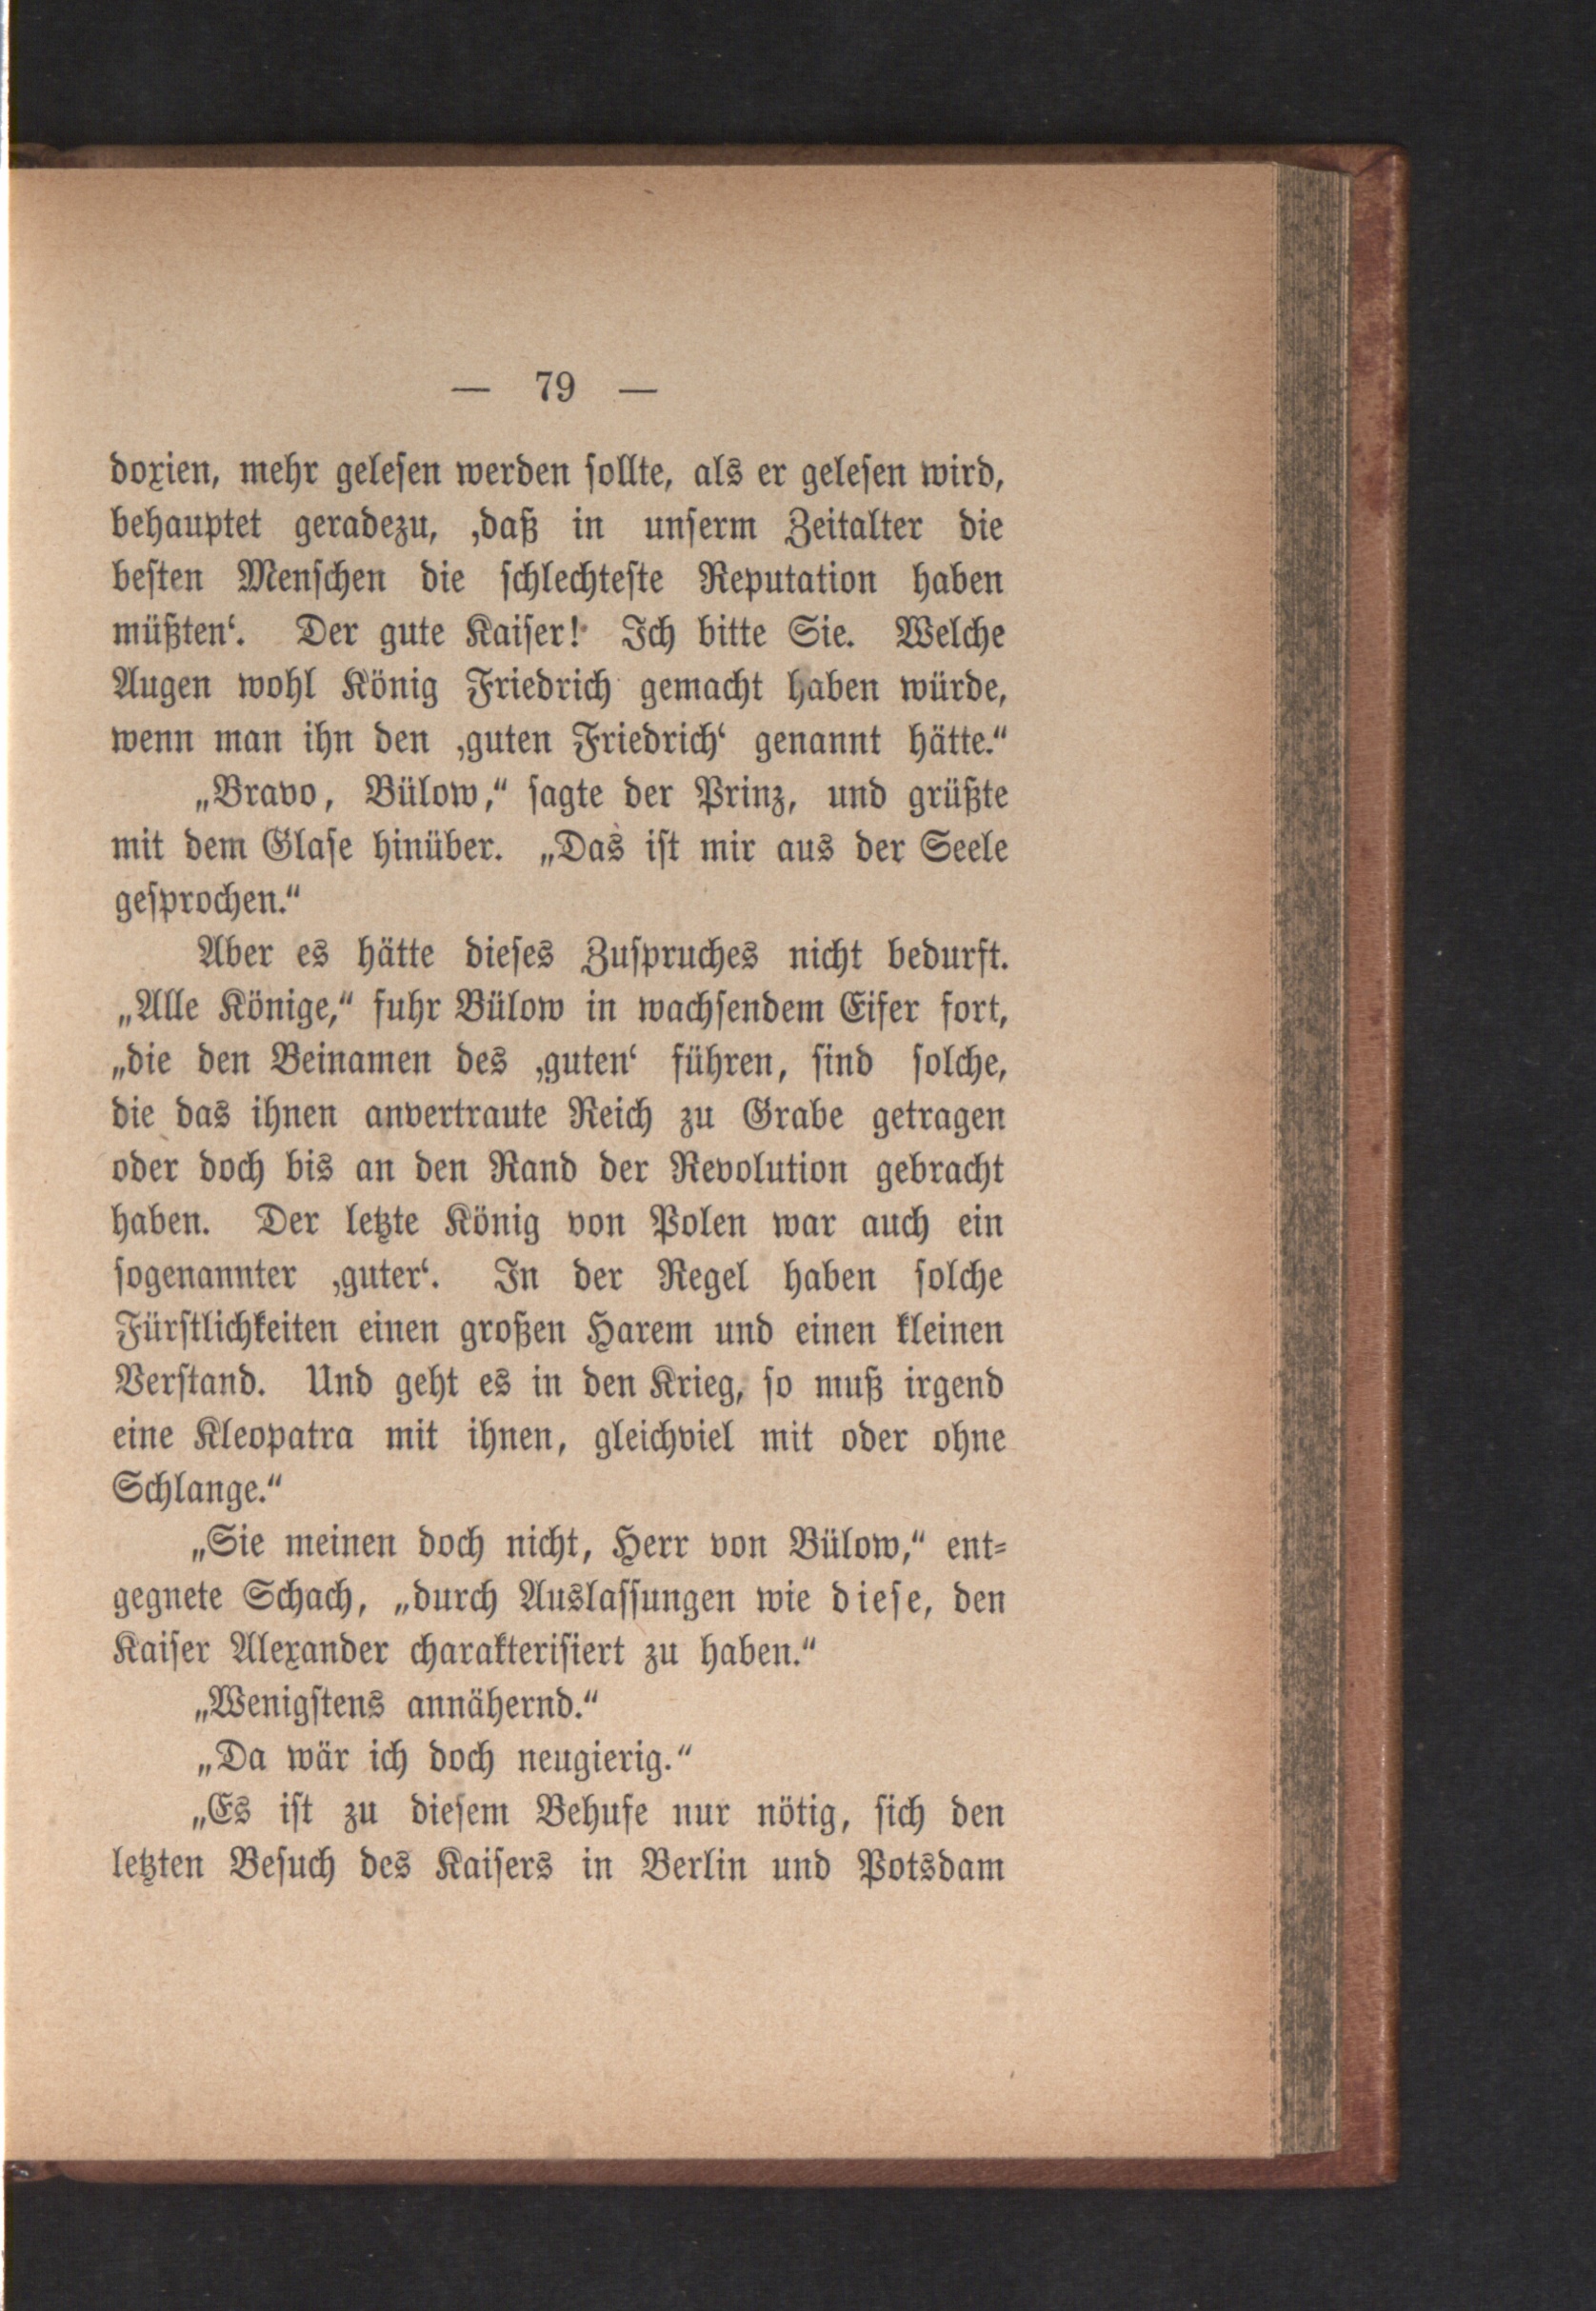 — 79 —
doxien, mehr gelesen werden sollte, als er gelesen wird,
behauptet geradezu, ‚daß in unserm Zeitalter die
besten Menschen die schlechteste Reputation haben
müßten‘. Der gute Kaiser! Ich bitte Sie. Welche
Augen wohl König Friedrich gemacht haben würde,
wenn man ihn den ‚guten Friedrich‘ genannt hätte.“
„Bravo, Bülow,“ sagte der Prinz, und grüßte
mit dem Glase hinüber. „Das ist mir aus der Seele
gesprochen.“
Aber es hätte dieses Zuspruches nicht bedurft.
„Alle Könige,“ fuhr Bülow in wachsendem Eifer fort,
„die den Beinamen des ‚guten‘ führen, sind solche,
die das ihnen anvertraute Reich zu Grabe getragen
oder doch bis an den Rand der Revolution gebracht
haben. Der letzte König von Polen war auch ein
sogenannter ‚guter‘. In der Regel haben solche
Fürstlichkeiten einen großen Harem und einen kleinen
Verstand. Und geht es in den Krieg, so muß irgend
eine Kleopatra mit ihnen, gleichviel mit oder ohne
Schlange.“
„Sie meinen doch nicht, Herr von Bülow,“ ent-
gegnete Schach, „durch Auslassungen wie diese, den
Kaiser Alexander charakterisiert zu haben.“
„Wenigstens annähernd.“
„Da wär ich doch neugierig.“
„Es ist zu diesem Behufe nur nötig, sich den
letzten Besuch des Kaisers in Berlin und Potsdam